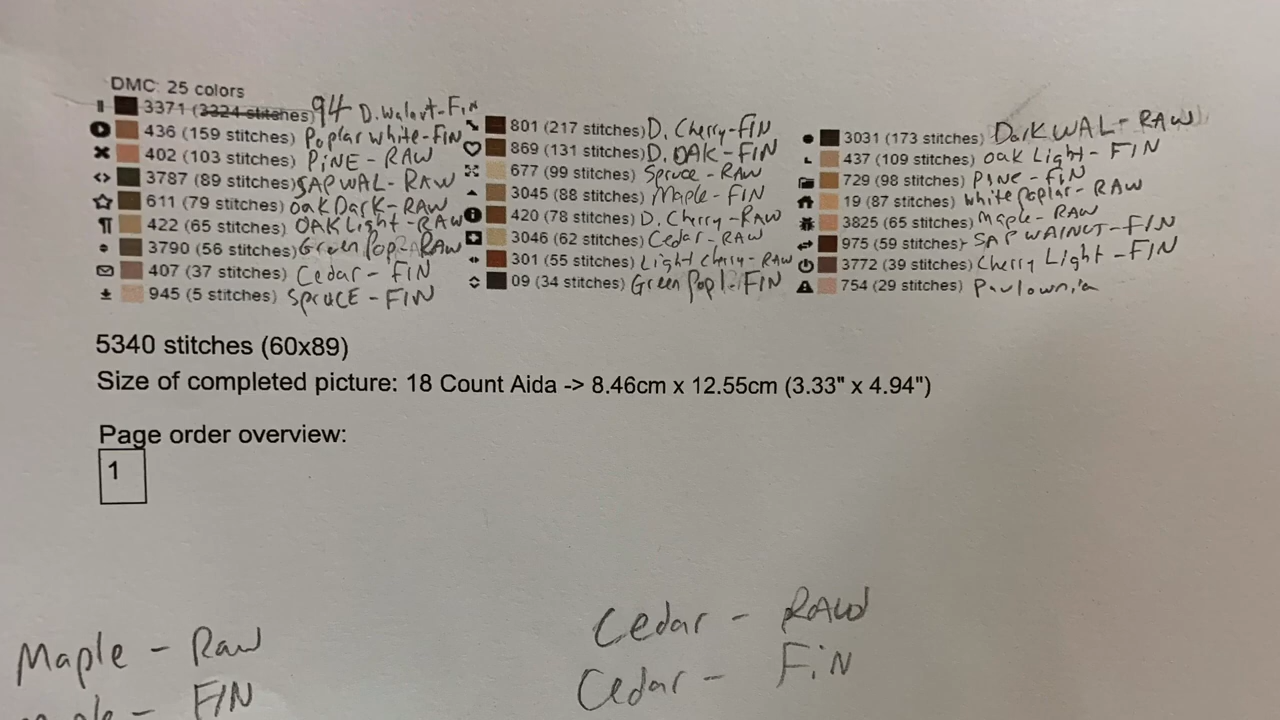 DMC: 25 colors
3371 (3324 stitches) 94 D.Walnut-FiN
436 (159 stitches) Poplar White-FIN
402 (103 stitches) PiNE - RAW
3787 (89 stitches) SAPWAL- RAW
611 (79 stitches) OakDark - RAW
422 (65 stitches) OAKLight - RAW
3790 (56 stitches) Green Pop RAW
407 (37 stitches) Cedar - FiN
945 (5 stitches) SpruCE - FIN
801 (217 stitches) D. Cherry-FIN
869 (131 stitches) D. OAK - FIN
677 (99 stitches) Spruce - RAW
3045 (88 stitches) Maple - FIN
420 (78 stitches) D. Cherry - RAW
3046 (62 stitches) Cedar - RAW
301 (55 stitches) Light Cherry - RAW
09 (34 stitches) Green Popl - FIN
3031 (173 stitches) DarK WAL - RAW
437 (109 stitches) oak Light - FIN
729 (98 stitches) PINE - FiN
19 (87 stitches) White Poplar - RAW
3825 (65 stitches) Maple - RAW
975 (59 stitches) SAP WAlNUT - FIN
3772 (39 stitches) Cherry Light - FIN
754 (29 stitches) Pawlownia
5340 stitches (60x89)
Size of completed picture: 18 Count Aida -> 8.46cm x 12.55cm (3.33" x 4.94")
Page order overview:
1
Maple - Raw
Cedar - RAW
FIN
Cedar - FiN